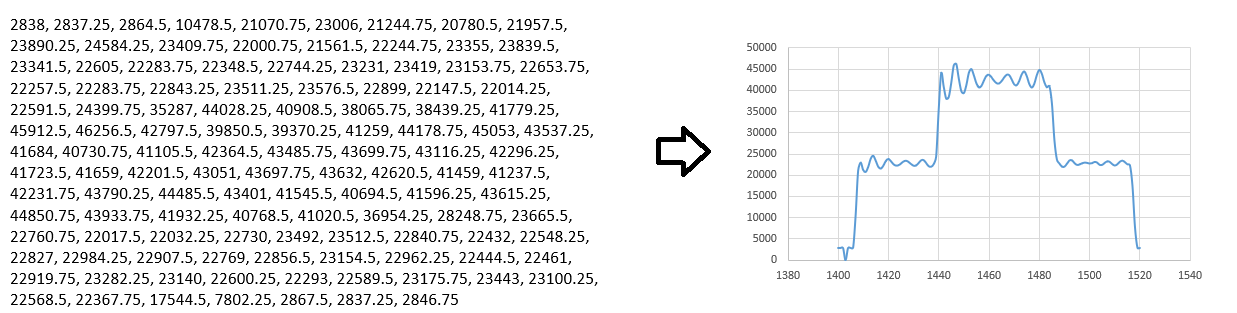 2838, 2837.25, 2864.5, 10478.5, 21070.75, 23006, 21244.75, 20780.5, 21957.5,
23890.25, 24584.25, 23409.75, 22000.75, 21561.5, 22244.75, 23355, 23839.5,
23341.5, 22605, 22283.75, 22348.5, 22744.25, 23231, 23419, 23153.75, 22653.75,
22257.5, 22283.75, 22843.25, 23511.25, 23576.5, 22899, 22147.5, 22014.25,
22591.5, 24399.75, 35287, 44028.25, 40908.5, 38065.75, 38439.25, 41779.25,
45912.5, 46256.5, 42797.5, 39850.5, 39370.25, 41259, 44178.75, 45053, 43537.25,
41684, 40730.75, 41105.5, 42364.5, 43485.75, 43699.75, 43116.25, 42296.25,
41723.5, 41659, 42201.5, 43051, 43697.75, 43632, 42620.5, 41459, 41237.5,
42231.75, 43790.25, 44485.5, 43401, 41545.5, 40694.5, 41596.25, 43615.25,
44850.75, 43933.75, 41932.25, 40768.5, 41020.5, 36954.25, 28248.75, 23665.5,
22760.75, 22017.5, 22032.25, 22730, 23492, 23512.5, 22840.75, 22432, 22548.25,
22827, 22984.25, 22907.5, 22769, 22856.5, 23154.5, 22962.25, 22444.5, 22461,
22919.75, 23282.25, 23140, 22600.25, 22293, 22589.5, 23175.75, 23443, 23100.25,
22568.5, 22367.75, 17544.5, 7802.25, 2867.5, 2837.25, 2846.75
50000
45000
40000
35000
30000
25000
20000
15000
10000
5000
0
1380 1400 1420 1440 1460 1480 1500 1520 1540